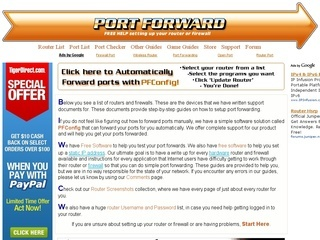 PORT FORWARD
FREE HELP setting up your router or firewall
Router List Port List Port Checker Other Guides Game Guides Store Support Forum
Ads by Google
Port Forwarding
Wireless Router
Ads by Google
TigerDirect.com
SPECIAL OFFER
GET $10 CASH
BACK ON SELECT
ORDERS OVER $100
WHEN YOU
PAY WITH
PayPal
Limited Time Offer
Act Now!
Click here to Automatically
Forward ports with PFConfig!
-Select your router from a list
-Select the programs you want
-Click "Update Router"
- You're Done!
Below you see a list of routers and firewalls. These are the devices that we have written support
documents for. These documents provide step-by-step guides on how to setup port forwarding.
If you do not feel like figuring out how to forward ports manually, we have a simple software solution called
PFConfig that can forward your ports for you automatically. We offer complete support for our product
and will help you get your ports forwarded.
We have Free Software to help you test your port forwards. We also have free software to help you set
up a static IP address. Our ultimate goal is to have a write up for every hardware router and firewall
available and instructions for every application that Internet users have difficulty getting to work through
their router or firewall so that you can do simple port forwarding. These guides are provided to help you,
but we are in no way responsible for the state of your network. If you encounter any errors in our guides,
please let us know by using our Comments page.
Check out our Router Screenshots collection, where we have every page of just about every router for
you.
We also have a huge router Username and Password list, in case you need help getting logged in to your
router.
If you are unsure about setting up your router or firewall or are having problems, Start Here